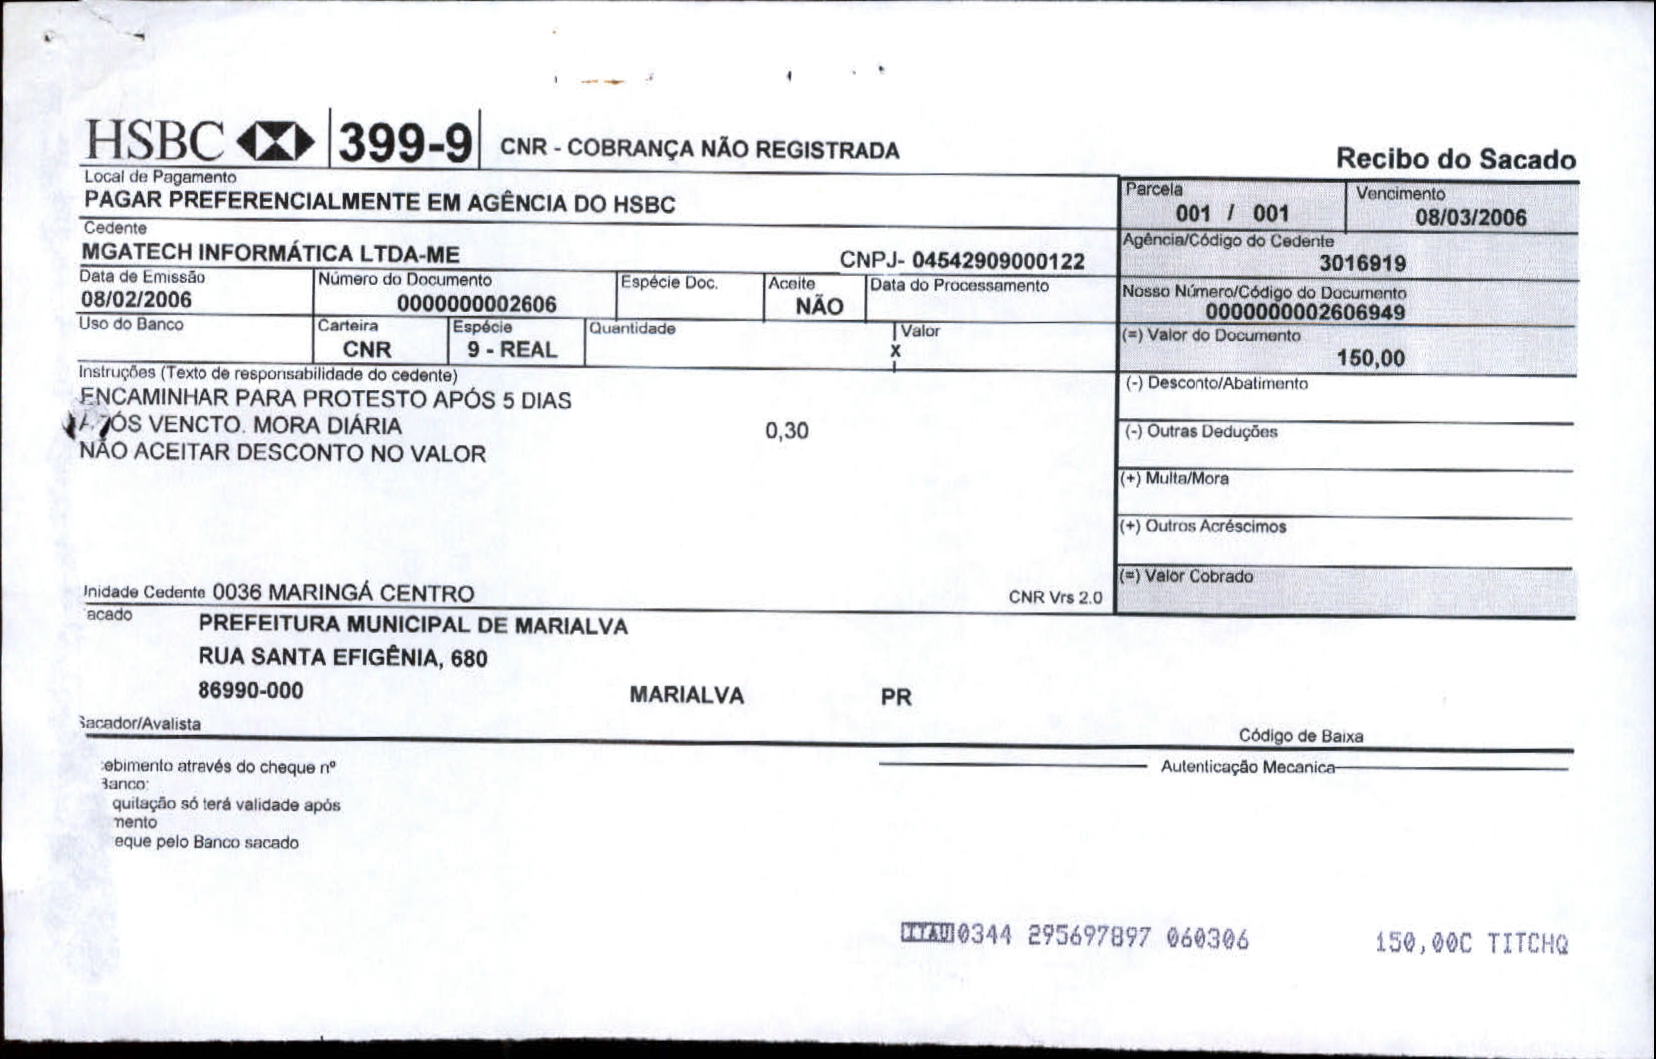 HSBC 399-9 CNR - COBRANÇA NÃO REGISTRADA
Recibo do Sacado
Local de Pagamento
PAGAR PREFERENCIALMENTE EM AGÊNCIA DO HSBC
Parcela
001 / 001
Vencimento
08/03/2006
Cedente
MGATECH INFORMÁTICA LTDA-ME
CNPJ- 04542909000122
Agência/Código do Cedente
3016919
Data de Emissão
08/02/2006
Número do Documento
0000000002606
Espécie Doc.
Aceite
NÃO
Data do Processamento
Nosso Número/Código do Documento
0000000002606949
Uso do Banco
Carteira
CNR
Espécie
9 - REAL
Quantidade
Valor
X
(=) Valor do Documento
150,00
Instruções (Texto de responsabilidade do cedente)
ENCAMINHAR PARA PROTESTO APÓS 5 DIAS
ÓS VENCTO. MORA DIÁRIA 0,30
NÃO ACEITAR DESCONTO NO VALOR
(-) Desconto/Abatimento
(-) Outras Deduções
(+) Multa/Mora
(+) Outros Acréscimos
(=) Valor Cobrado
Inidade Cedente 0036 MARINGÁ CENTRO
CNR Vrs 2.0
acado
PREFEITURA MUNICIPAL DE MARIALVA
RUA SANTA EFIGÊNIA, 680
86990-000 MARIALVA PR
Sacador/Avalista
Código de Baixa
ebimento através do cheque nº
Banco:
quitação só terá validade após
mento
eque pelo Banco sacado
Autenticação Mecanica
ITAU0344 295697897 060306 150,00C TITCHQ